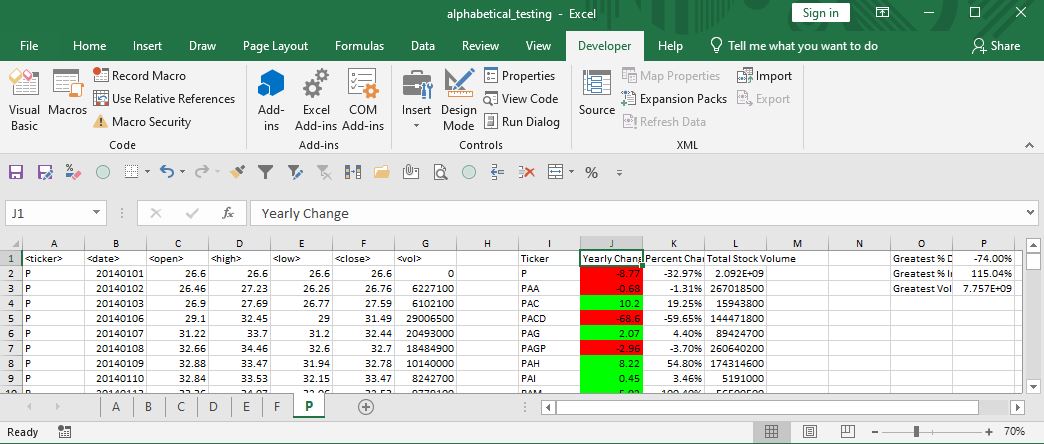 alphabetical_testing - Excel
Sign in
File Home Insert Draw Page Layout Formulas Data Review View Developer Help Tell me what you want to do Share
Visual Basic
Macros
Record Macro
Use Relative References
Macro Security
Code
Add-ins
Excel Add-ins
COM Add-ins
Add-ins
Insert
Design Mode
Properties
View Code
Run Dialog
Controls
Source
Map Properties
Expansion Packs
Refresh Data
Import
Export
XML
J1 fx Yearly Change
A B C D E F G H I J K L M N O P
1 <ticker> <date> <open> <high> <low> <close> <vol> Ticker Yearly Chang Percent Chan Total Stock Volume Greatest % D -74.00%
2 P 20140101 26.6 26.6 26.6 26.6 0 P -8.77 -32.97% 2.092E+09 Greatest % I 115.04%
3 P 20140102 26.46 27.23 26.26 26.76 6227100 PAA -0.68 -1.31% 267018500 Greatest Vol 7.757E+09
4 P 20140103 26.9 27.69 26.77 27.59 6102100 PAC 10.2 19.25% 15943800
5 P 20140106 29.1 32.45 29 31.49 29006500 PACD -68.6 -59.65% 144471800
6 P 20140107 31.22 33.7 31.2 32.44 20493000 PAG 2.07 4.40% 89424700
7 P 20140108 32.66 34.46 32.6 32.7 18484900 PAGP -2.96 -3.70% 260640200
8 P 20140109 32.88 33.47 31.94 32.78 10140000 PAH 8.22 54.80% 174314600
9 P 20140110 32.84 33.53 32.15 33.47 8242700 PAI 0.45 3.46% 5191000
A B C D E F P
Ready 70%